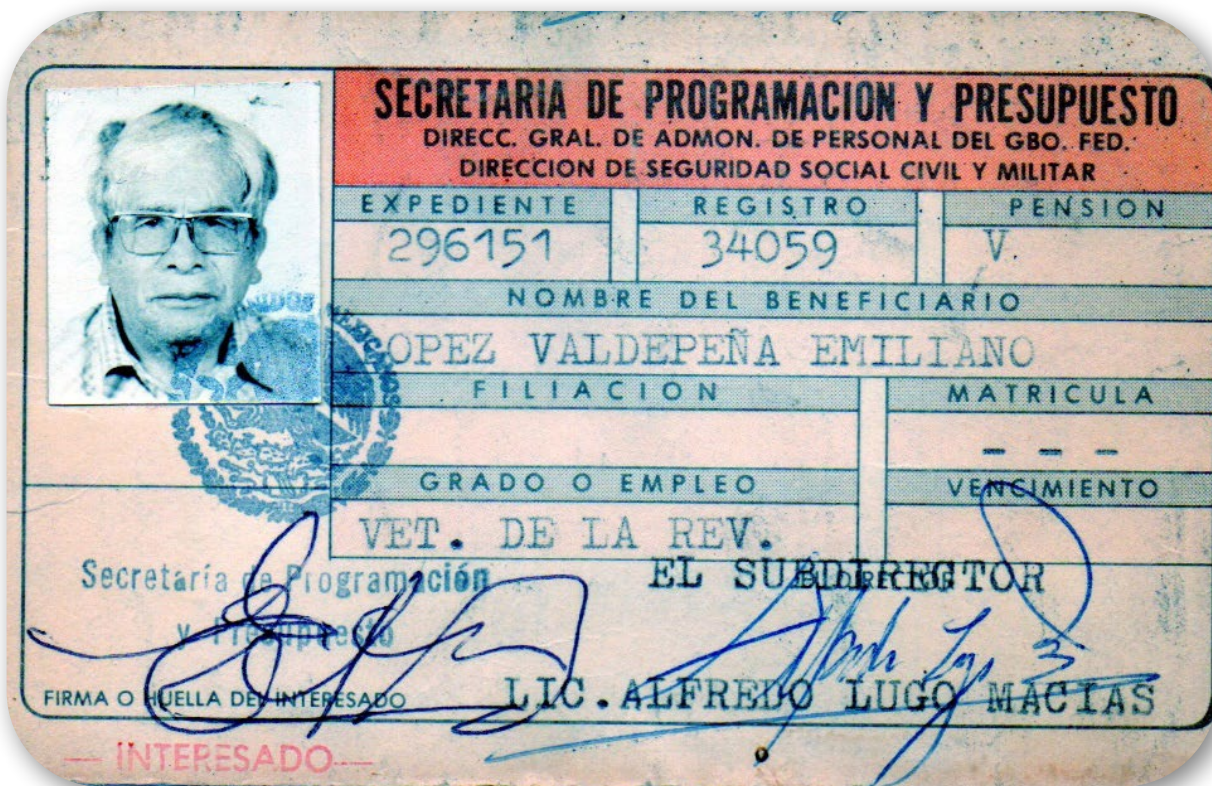 SECRETARIA DE PROGRAMACION Y PRESUPUESTO
DIRECC. GRAL. DE ADMON. DE PERSONAL DEL GBO. FED.
DIRECCION DE SEGURIDAD SOCIAL CIVIL Y MILITAR
EXPEDIENTE REGISTRO PENSION
296151 34059 V.
NOMBRE DEL BENEFICIARIO
OPEZ VALDEPEÑA EMILIANO
FILIACION MATRICULA
- - -
GRADO O EMPLEO VENCIMIENTO
VET. DE LA REV.
EL SUBDIRECTOR
EL DIRECTOR
Secretaría de Programación
y Presupuesto
FIRMA O HUELLA DEL INTERESADO
LIC. ALFREDO LUGO MACIAS
— INTERESADO —